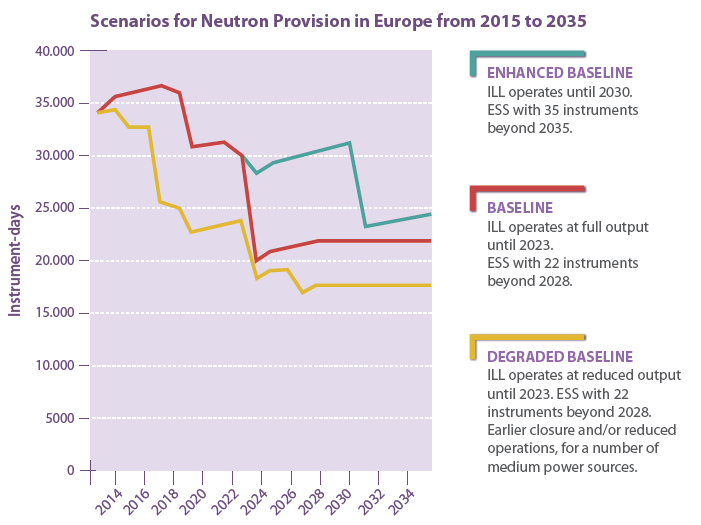 Scenarios for Neutron Provision in Europe from 2015 to 2035
40.000
35.000
30.000
25.000
20.000
15.000
10.000
5000
0
Instrument-days
2014
2016
2018
2020
2022
2024
2026
2028
2030
2032
2034
ENHANCED BASELINE
ILL operates until 2030.
ESS with 35 instruments
beyond 2035.
BASELINE
ILL operates at full output
until 2023.
ESS with 22 instruments
beyond 2028.
DEGRADED BASELINE
ILL operates at reduced output
until 2023. ESS with 22
instruments beyond 2028.
Earlier closure and/or reduced
operations, for a number of
medium power sources.